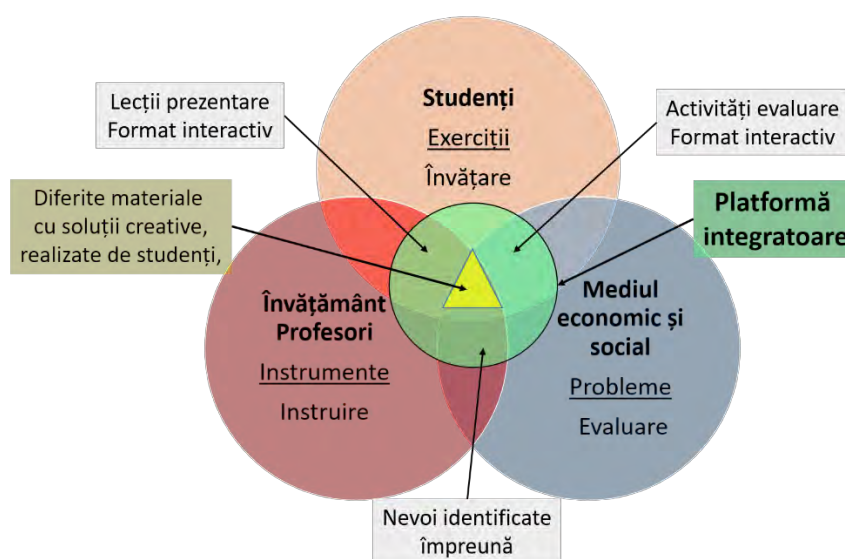 Studenți
Exerciții
Învățare
Lecții prezentare
Format interactiv
Activități evaluare
Format interactiv
Diferite materiale
cu soluții creative,
realizate de studenți,
Platformă
integratoare
Învățământ
Profesori
Instrumente
Instruire
Mediul
economic și
social
Probleme
Evaluare
Nevoi identificate
împreună